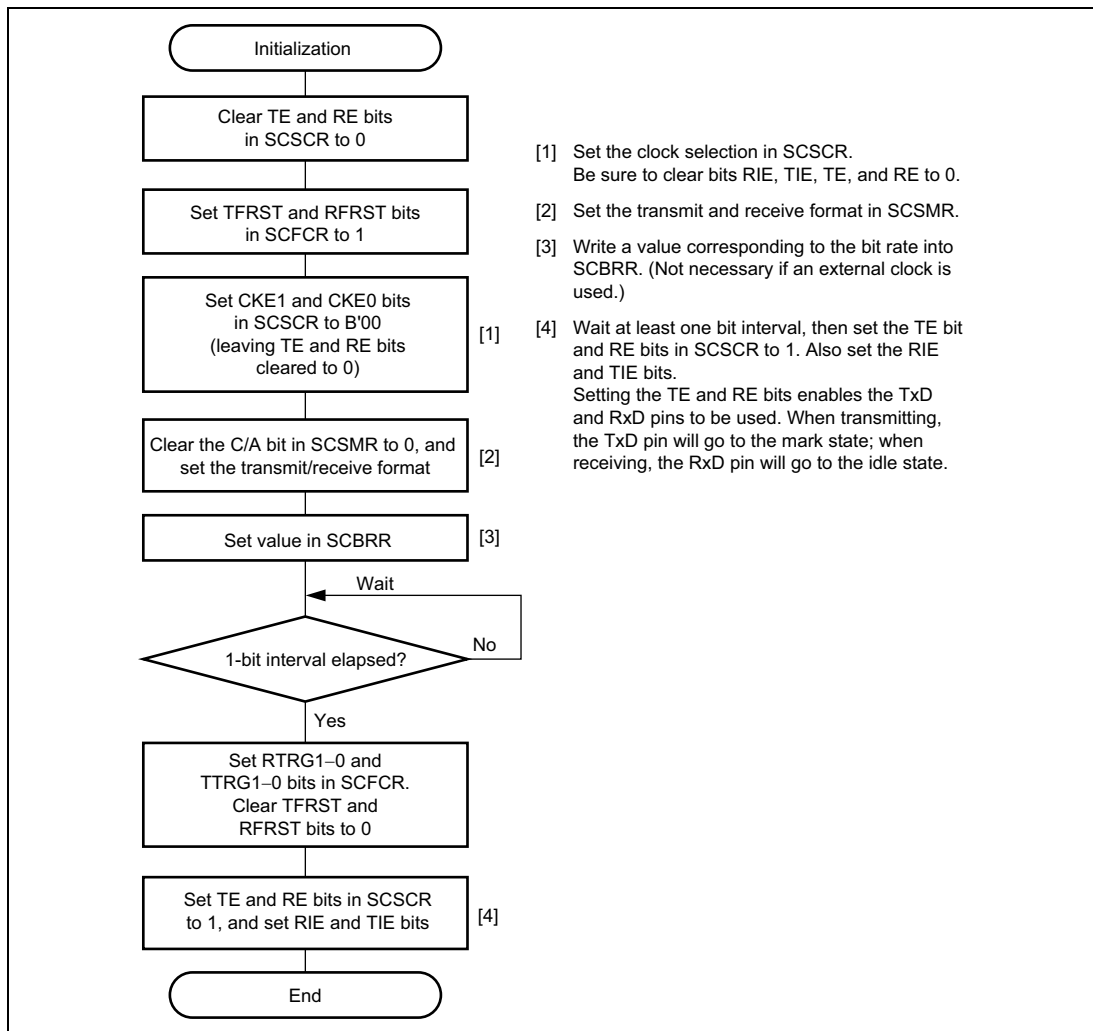 Initialization
Clear TE and RE bits
in SCSCR to 0
Set TFRST and RFRST bits
in SCFCR to 1
Set CKE1 and CKE0 bits
in SCSCR to B'00
(leaving TE and RE bits
cleared to 0)
[1]
Clear the C/A bit in SCSMR to 0, and
set the transmit/receive format
[2]
Set value in SCBRR
[3]
Wait
1-bit interval elapsed?
No
Yes
Set RTRG1–0 and
TTRG1–0 bits in SCFCR.
Clear TFRST and
RFRST bits to 0
Set TE and RE bits in SCSCR
to 1, and set RIE and TIE bits
[4]
End
[1] Set the clock selection in SCSCR.
Be sure to clear bits RIE, TIE, TE, and RE to 0.
[2] Set the transmit and receive format in SCSMR.
[3] Write a value corresponding to the bit rate into
SCBRR. (Not necessary if an external clock is
used.)
[4] Wait at least one bit interval, then set the TE bit
and RE bits in SCSCR to 1. Also set the RIE
and TIE bits.
Setting the TE and RE bits enables the TxD
and RxD pins to be used. When transmitting,
the TxD pin will go to the mark state; when
receiving, the RxD pin will go to the idle state.